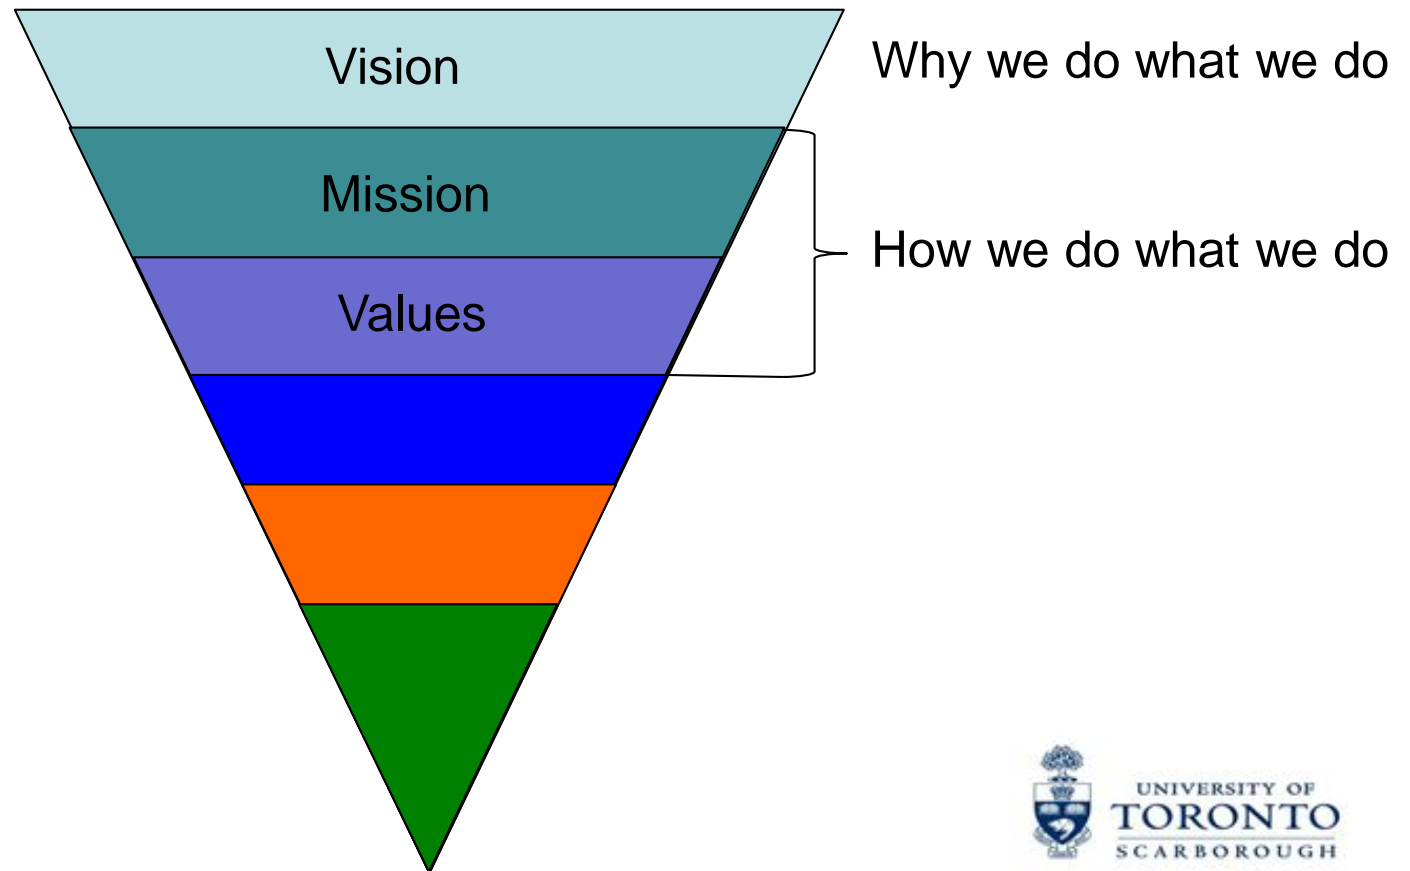 Vision
Why we do what we do
Mission
How we do what we do
Values
UNIVERSITY OF
TORONTO
SCARBOROUGH